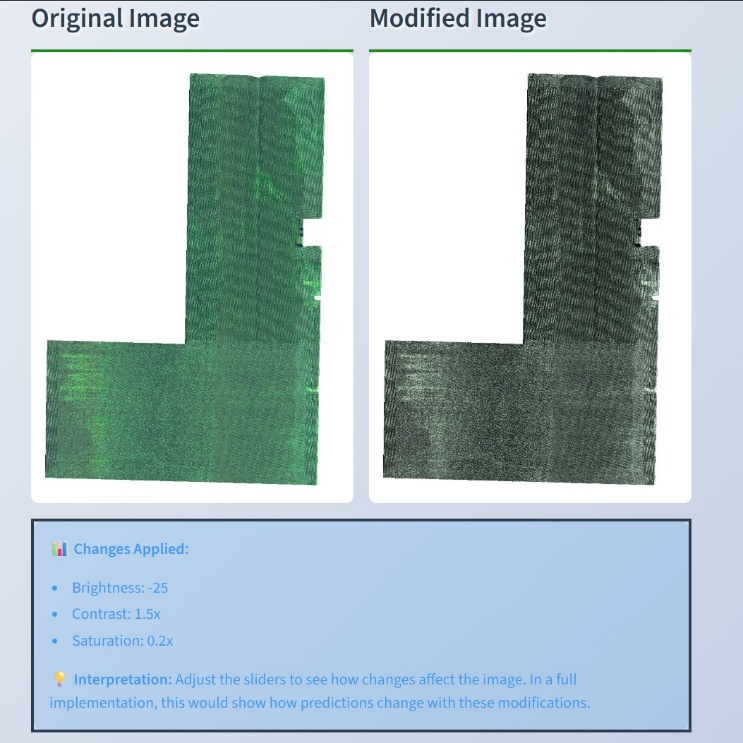 Original Image
Modified Image
📊 Changes Applied:
• Brightness: -25
• Contrast: 1.5x
• Saturation: 0.2x
💡 Interpretation: Adjust the sliders to see how changes affect the image. In a full
implementation, this would show how predictions change with these modifications.